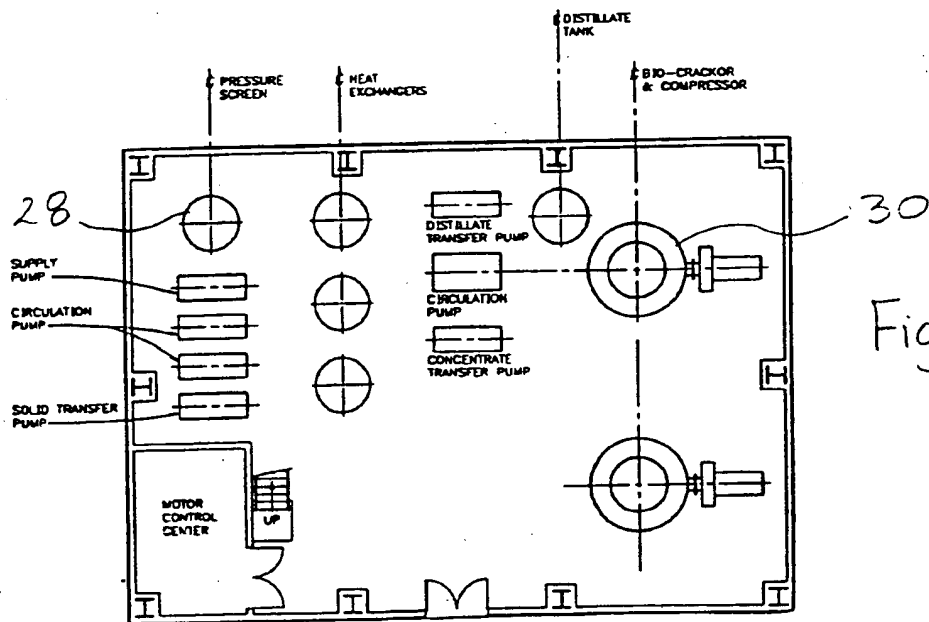 ℄ DISTILLATE
TANK
℄ PRESSURE
SCREEN
℄ HEAT
EXCHANGERS
℄ BIO-CRACKOR
& COMPRESSOR
28
30
DISTILLATE
TRANSFER PUMP
SUPPLY
PUMP
CIRCULATION
PUMP
CIRCULATION
PUMP
Fig
CONCENTRATE
TRANSFER PUMP
SOLID TRANSFER
PUMP
MOTOR
CONTROL
CENTER
UP